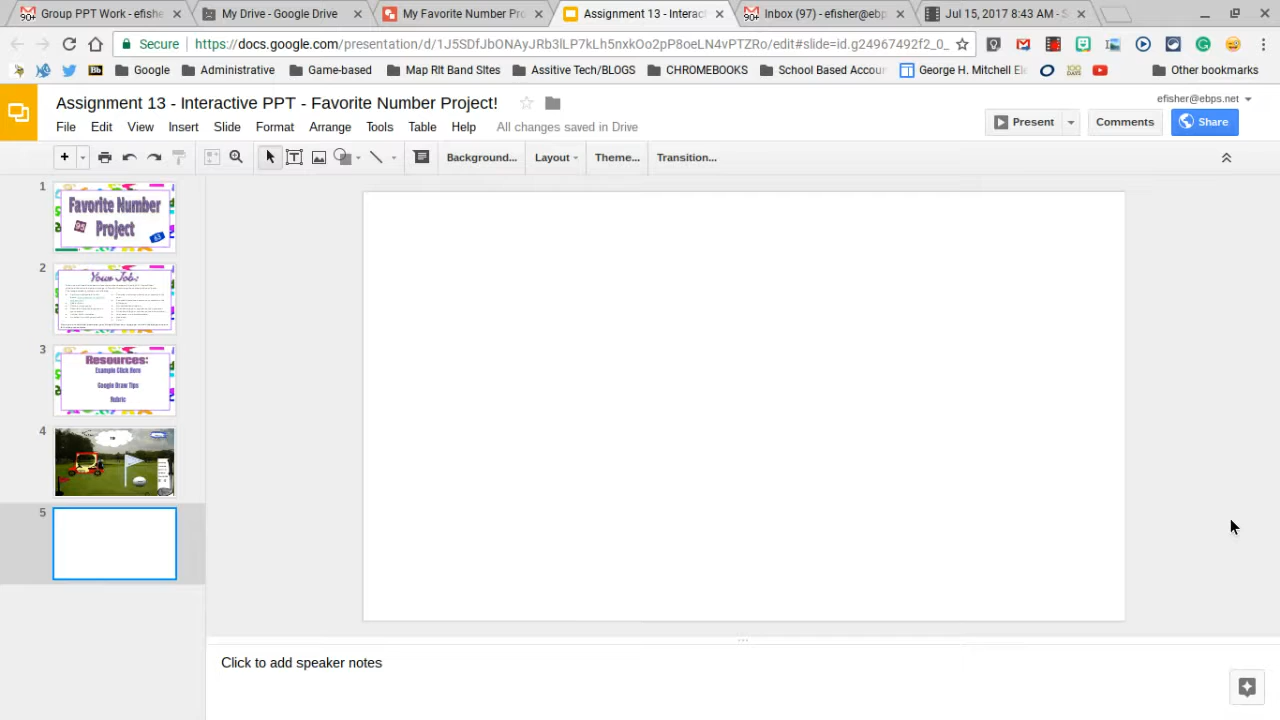 Group PPT Work - efishe
My Drive - Google Drive
My Favorite Number Pro
Assignment 13 - Interac
Inbox (97) - efisher@ebp
Jul 15, 2017 8:43 AM - S
Secure https://docs.google.com/presentation/d/1J5SDfJbONAyJRb3lLP7kLh5nxkOo2pP8oeLN4vPTZRo/edit#slide=id.g24967492f2_0_
Bb Google Administrative Game-based Map RIt Band Sites Assitive Tech/BLOGS CHROMEBOOKS School Based Accoun George H. Mitchell Ele Other bookmarks
Assignment 13 - Interactive PPT - Favorite Number Project!
efisher@ebps.net
File Edit View Insert Slide Format Arrange Tools Table Help All changes saved in Drive
Present Comments Share
Background... Layout Theme... Transition...
1
Favorite Number
Project
2
Your Job:
3
Resources:
Example Click Here
Google Draw Tips
Rubric
4
5
Click to add speaker notes